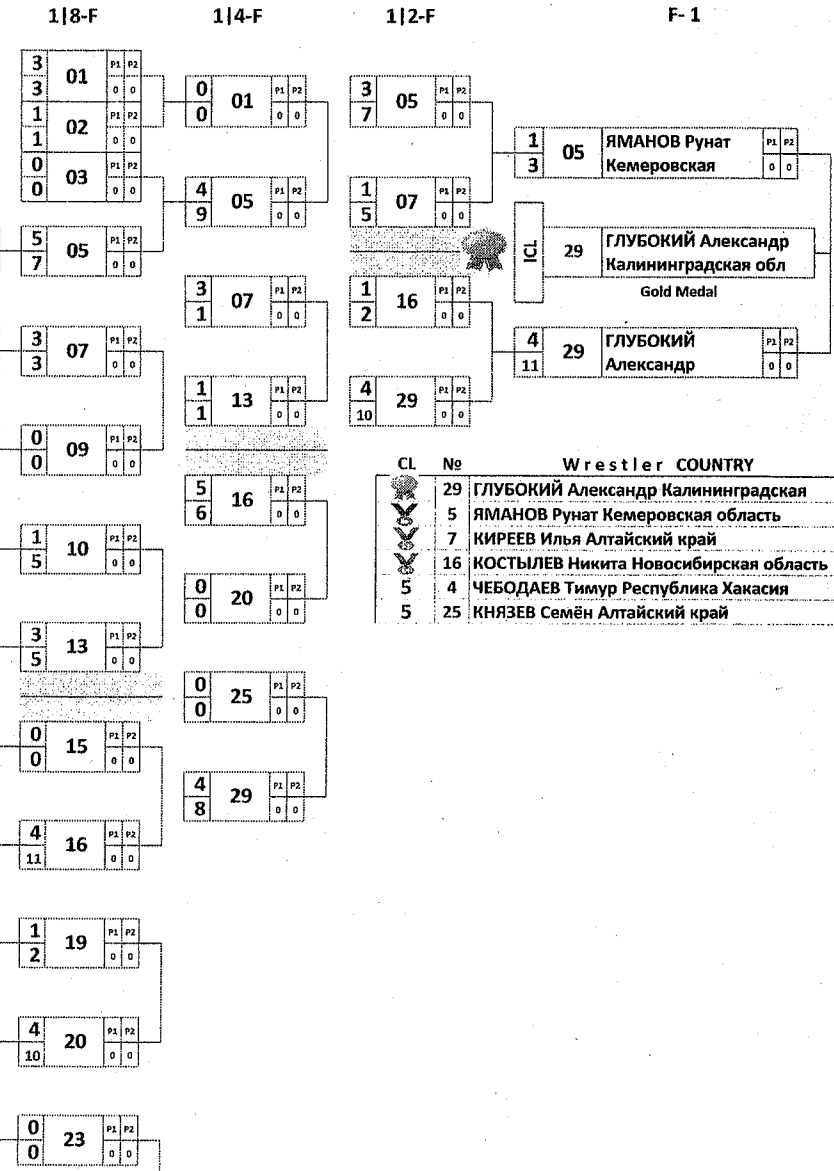 1|8-F 1|4-F 1|2-F F-1
3 01 P1 P2
3 0 0
1 02 P1 P2
1 0 0
0 03 P1 P2
0 0 0
5 05 P1 P2
7 0 0
3 07 P1 P2
3 0 0
0 09 P1 P2
0 0 0
1 10 P1 P2
5 0 0
3 13 P1 P2
5 0 0
0 15 P1 P2
0 0 0
4 16 P1 P2
11 0 0
1 19 P1 P2
2 0 0
4 20 P1 P2
10 0 0
0 23 P1 P2
0 0 0
0 01 P1 P2
0 0 0
4 05 P1 P2
9 0 0
3 07 P1 P2
1 0 0
1 13 P1 P2
1 0 0
5 16 P1 P2
6 0 0
0 20 P1 P2
0 0 0
0 25 P1 P2
0 0 0
4 29 P1 P2
8 0 0
3 05 P1 P2
7 0 0
1 07 P1 P2
5 0 0
1 16 P1 P2
2 0 0
4 29 P1 P2
10 0 0
1 05 ЯМАНОВ Рунат P1 P2
3 Кемеровская 0 0
ICL 29 ГЛУБОКИЙ Александр
Калининградская обл
Gold Medal
4 29 ГЛУБОКИЙ P1 P2
11 Александр 0 0
CL № Wrestler COUNTRY
29 ГЛУБОКИЙ Александр Калининградская
5 ЯМАНОВ Рунат Кемеровская область
7 КИРЕЕВ Илья Алтайский край
16 КОСТЫЛЕВ Никита Новосибирская область
5 4 ЧЕБОДАЕВ Тимур Республика Хакасия
5 25 КНЯЗЕВ Семён Алтайский край